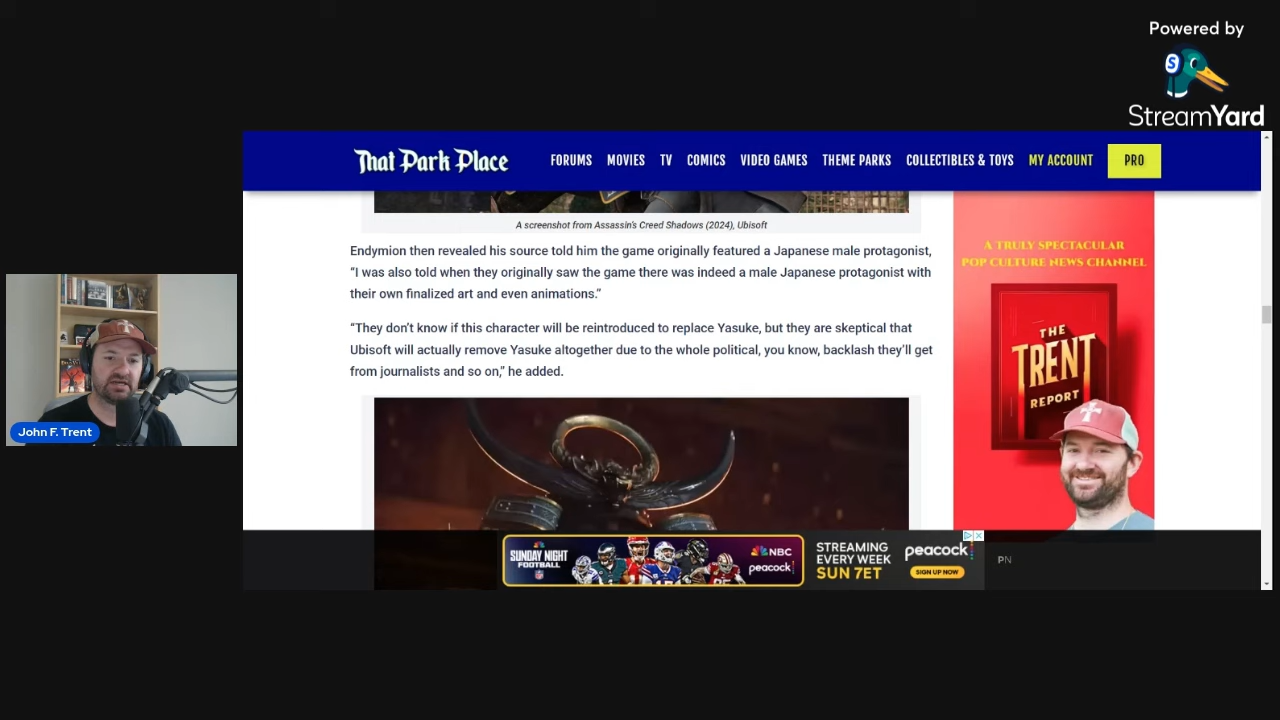 Powered by
S
StreamYard
That Park Place
FORUMS MOVIES TV COMICS VIDEO GAMES THEME PARKS COLLECTIBLES & TOYS MY ACCOUNT PRO
A screenshot from Assassin's Creed Shadows (2024), Ubisoft
Endymion then revealed his source told him the game originally featured a Japanese male protagonist,
“I was also told when they originally saw the game there was indeed a male Japanese protagonist with
their own finalized art and even animations.”
“They don’t know if this character will be reintroduced to replace Yasuke, but they are skeptical that
Ubisoft will actually remove Yasuke altogether due to the whole political, you know, backlash they’ll get
from journalists and so on,” he added.
A TRULY SPECTACULAR
POP CULTURE NEWS CHANNEL
THE
TRENT
REPORT
John F. Trent
SUNDAY NIGHT
FOOTBALL
NBC
peacock
STREAMING
EVERY WEEK
SUN 7ET
peacock
SIGN UP NOW
PN